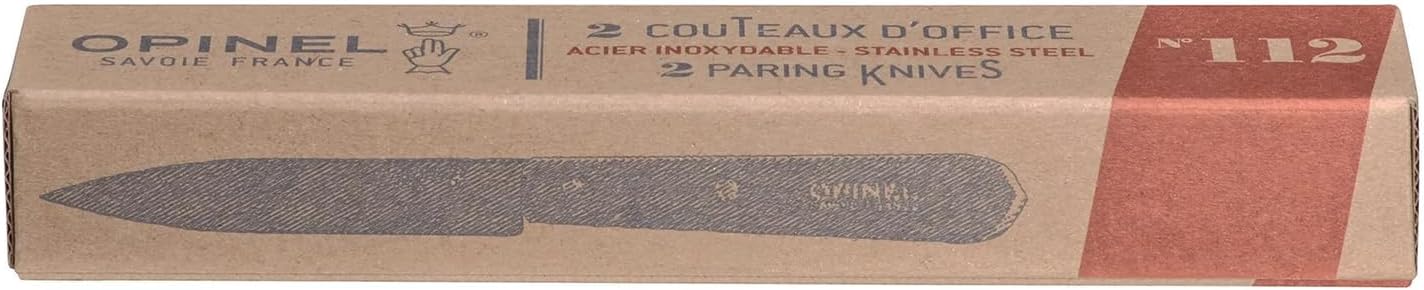 OPINEL ®
SAVOIE FRANCE
2 COUTEAUX D'OFFICE
ACIER INOXYDABLE - STAINLESS STEEL
2 PARING KNIVES
N° 112
OPINEL